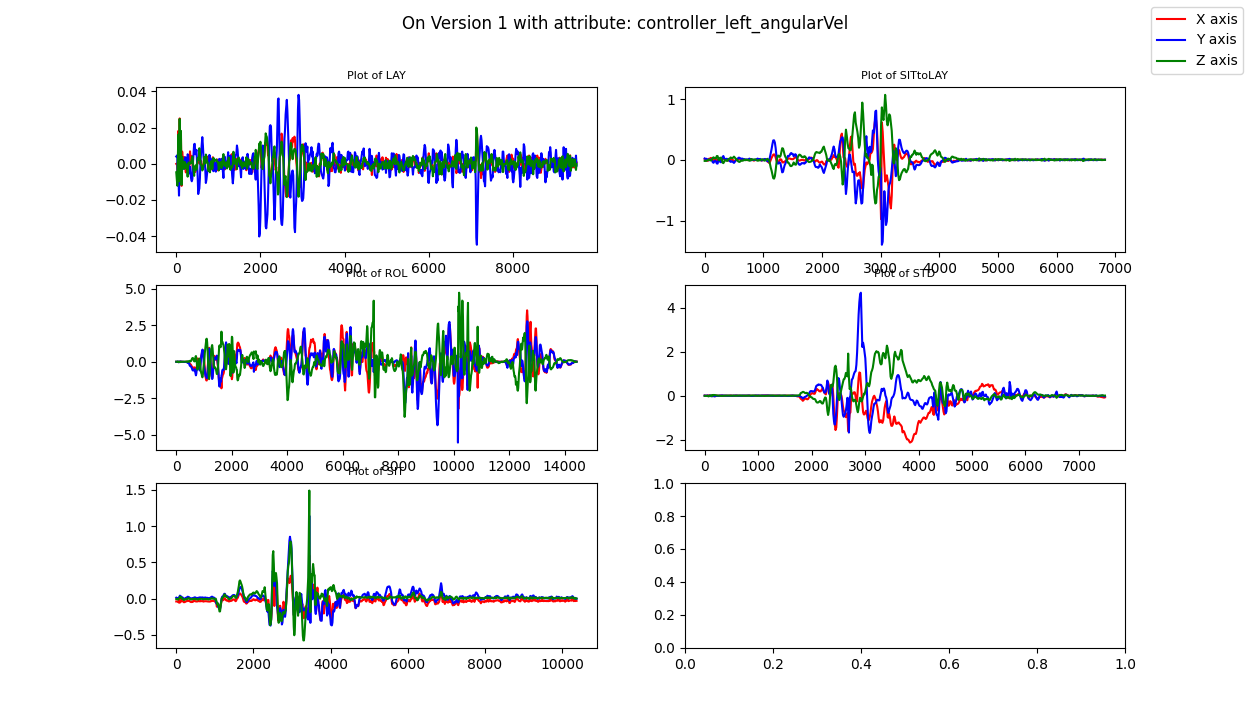 On Version 1 with attribute: controller_left_angularVel
X axis
Y axis
Z axis
Plot of LAY
0.04
0.02
0.00
−0.02
−0.04
0 2000 4000 6000 8000
Plot of SITtoLAY
1
0
−1
0 1000 2000 3000 4000 5000 6000 7000
Plot of ROL
5.0
2.5
0.0
−2.5
−5.0
0 2000 4000 6000 8000 10000 12000 14000
Plot of STD
4
2
0
−2
0 1000 2000 3000 4000 5000 6000 7000
Plot of SIT
1.5
1.0
0.5
0.0
−0.5
0 2000 4000 6000 8000 10000
1.0
0.8
0.6
0.4
0.2
0.0
0.0 0.2 0.4 0.6 0.8 1.0